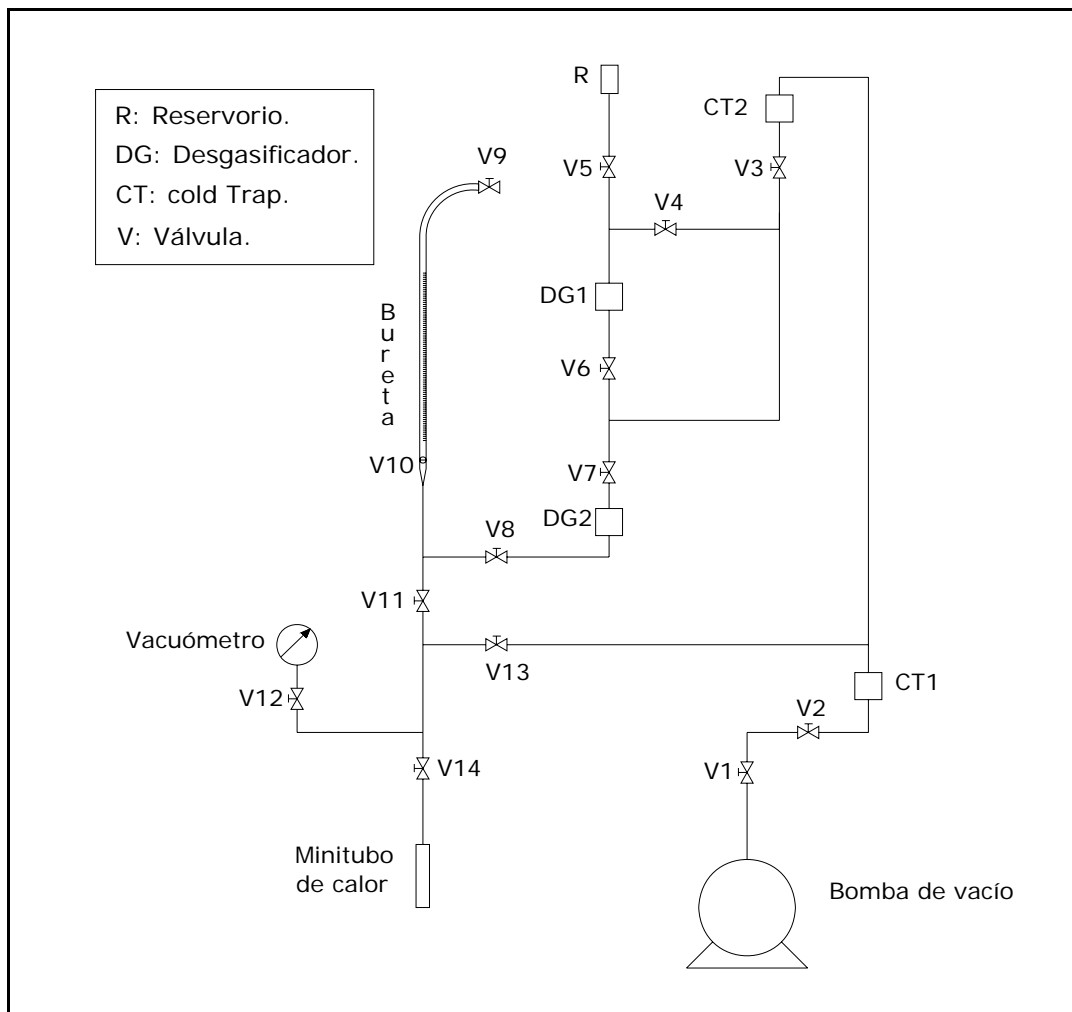 R: Reservorio.
DG: Desgasificador.
CT: cold Trap.
V: Válvula.
R
CT2
V9
V5
V3
V4
DG1
Bureta
V6
V10
V7
DG2
V8
V11
Vacuómetro
V13
CT1
V12
V2
V14
V1
Minitubo
de calor
Bomba de vacío